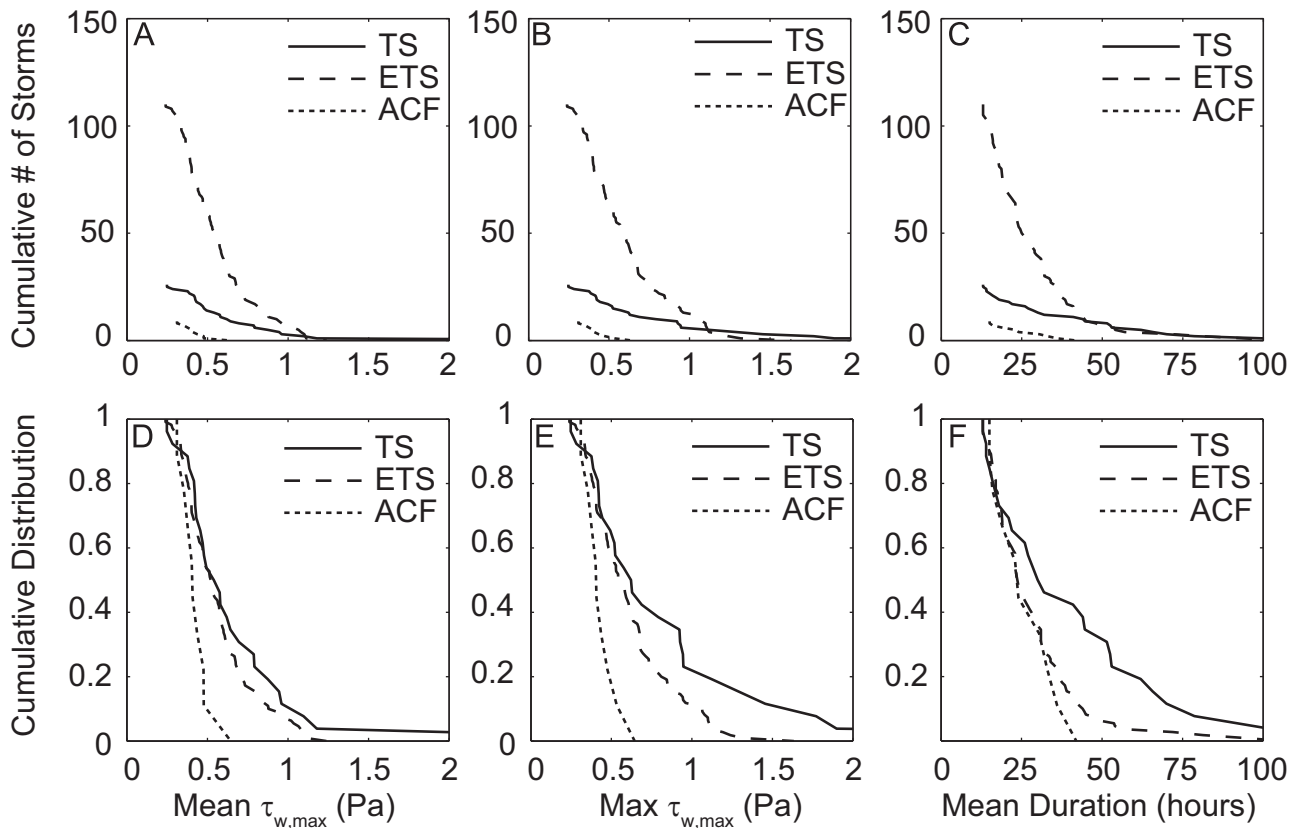 A
TS
ETS
ACF
B
TS
ETS
ACF
C
TS
ETS
ACF
Cumulative # of Storms
150
100
50
0
0 0.5 1 1.5 2
150
100
50
0
0 0.5 1 1.5 2
150
100
50
0
0 25 50 75 100
D
TS
ETS
ACF
E
TS
ETS
ACF
F
TS
ETS
ACF
Cumulative Distribution
1
0.8
0.6
0.4
0.2
0
0 0.5 1 1.5 2
Mean τw,max (Pa)
1
0.8
0.6
0.4
0.2
0
0 0.5 1 1.5 2
Max τw,max (Pa)
1
0.8
0.6
0.4
0.2
0
0 25 50 75 100
Mean Duration (hours)